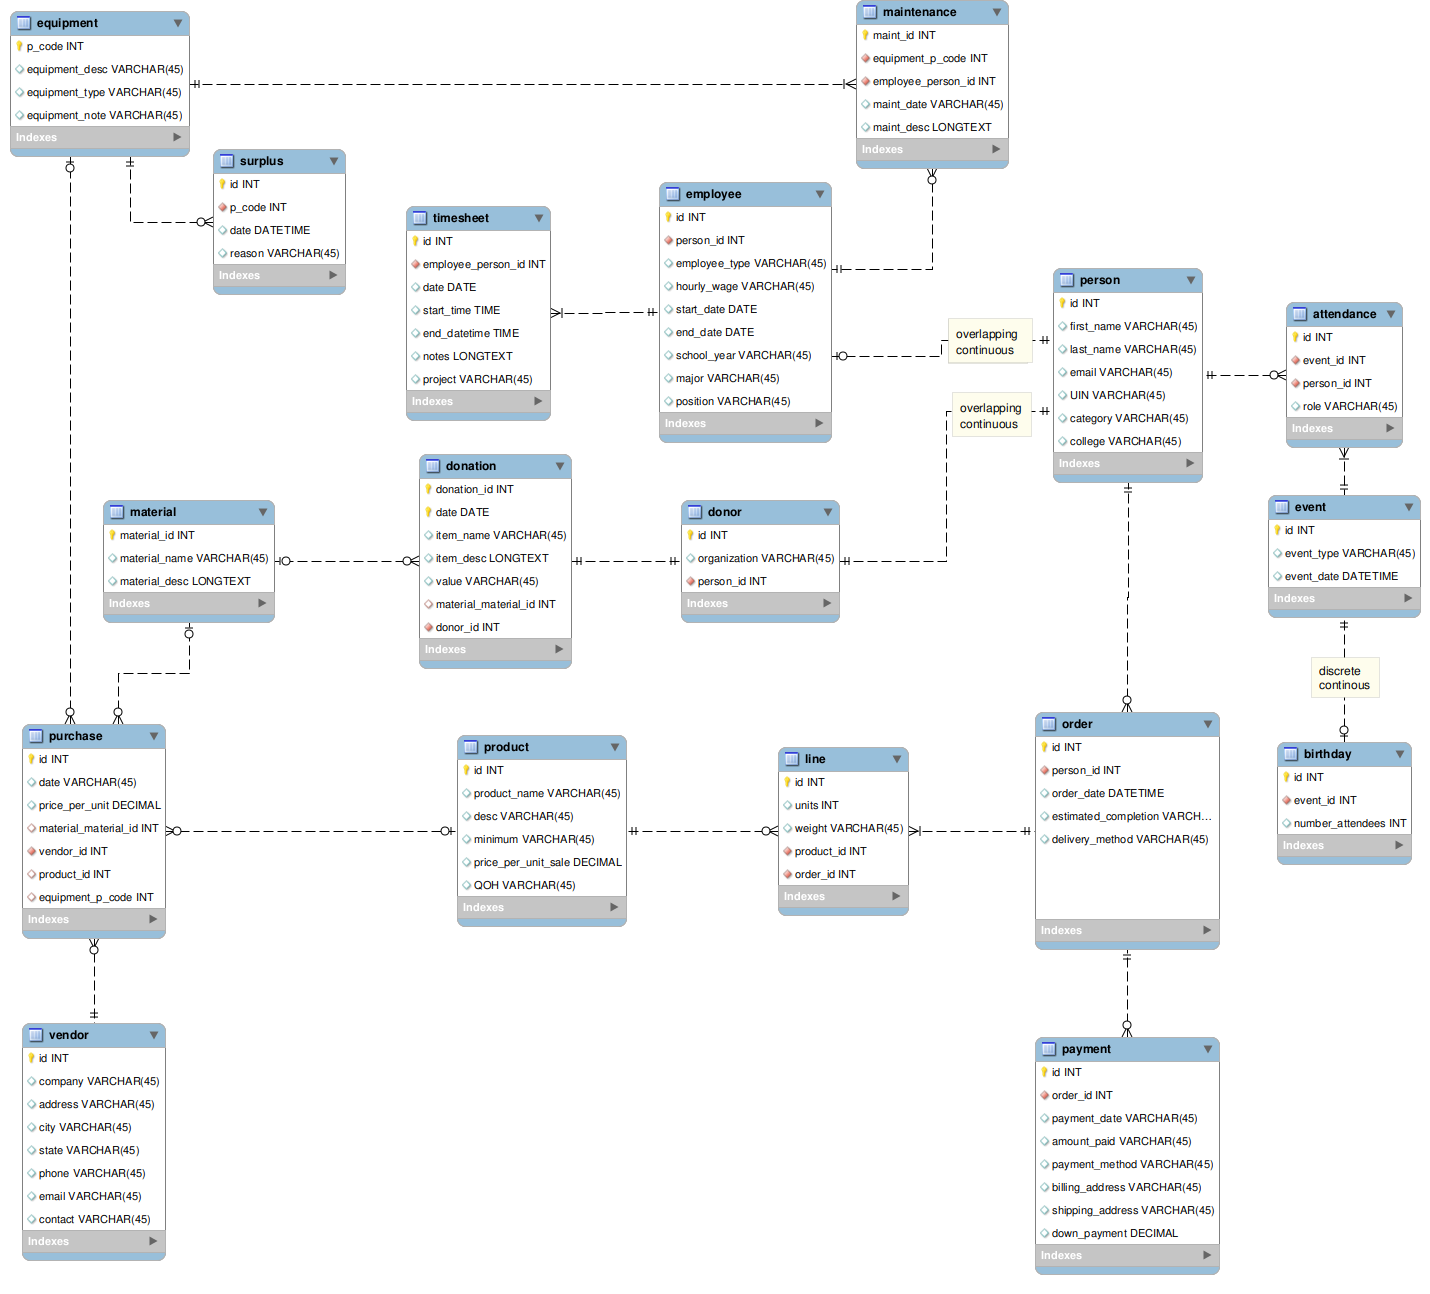 equipment
p_code INT
equipment_desc VARCHAR(45)
equipment_type VARCHAR(45)
equipment_note VARCHAR(45)
Indexes
maintenance
maint_id INT
equipment_p_code INT
employee_person_id INT
maint_date VARCHAR(45)
maint_desc LONGTEXT
Indexes
surplus
id INT
p_code INT
date DATETIME
reason VARCHAR(45)
Indexes
timesheet
id INT
employee_person_id INT
date DATE
start_time TIME
end_datetime TIME
notes LONGTEXT
project VARCHAR(45)
Indexes
employee
id INT
person_id INT
employee_type VARCHAR(45)
hourly_wage VARCHAR(45)
start_date DATE
end_date DATE
school_year VARCHAR(45)
major VARCHAR(45)
position VARCHAR(45)
Indexes
overlapping
continuous
overlapping
continuous
person
id INT
first_name VARCHAR(45)
last_name VARCHAR(45)
email VARCHAR(45)
UIN VARCHAR(45)
category VARCHAR(45)
college VARCHAR(45)
Indexes
attendance
id INT
event_id INT
person_id INT
role VARCHAR(45)
Indexes
material
material_id INT
material_name VARCHAR(45)
material_desc LONGTEXT
Indexes
donation
donation_id INT
date DATE
item_name VARCHAR(45)
item_desc LONGTEXT
value VARCHAR(45)
material_material_id INT
donor_id INT
Indexes
donor
id INT
organization VARCHAR(45)
person_id INT
Indexes
event
id INT
event_type VARCHAR(45)
event_date DATETIME
Indexes
discrete
continous
purchase
id INT
date VARCHAR(45)
price_per_unit DECIMAL
material_material_id INT
vendor_id INT
product_id INT
equipment_p_code INT
Indexes
product
id INT
product_name VARCHAR(45)
desc VARCHAR(45)
minimum VARCHAR(45)
price_per_unit_sale DECIMAL
QOH VARCHAR(45)
Indexes
line
id INT
units INT
weight VARCHAR(45)
product_id INT
order_id INT
Indexes
order
id INT
person_id INT
order_date DATETIME
estimated_completion VARCH...
delivery_method VARCHAR(45)
Indexes
birthday
id INT
event_id INT
number_attendees INT
Indexes
vendor
id INT
company VARCHAR(45)
address VARCHAR(45)
city VARCHAR(45)
state VARCHAR(45)
phone VARCHAR(45)
email VARCHAR(45)
contact VARCHAR(45)
Indexes
payment
id INT
order_id INT
payment_date VARCHAR(45)
amount_paid VARCHAR(45)
payment_method VARCHAR(45)
billing_address VARCHAR(45)
shipping_address VARCHAR(45)
down_payment DECIMAL
Indexes